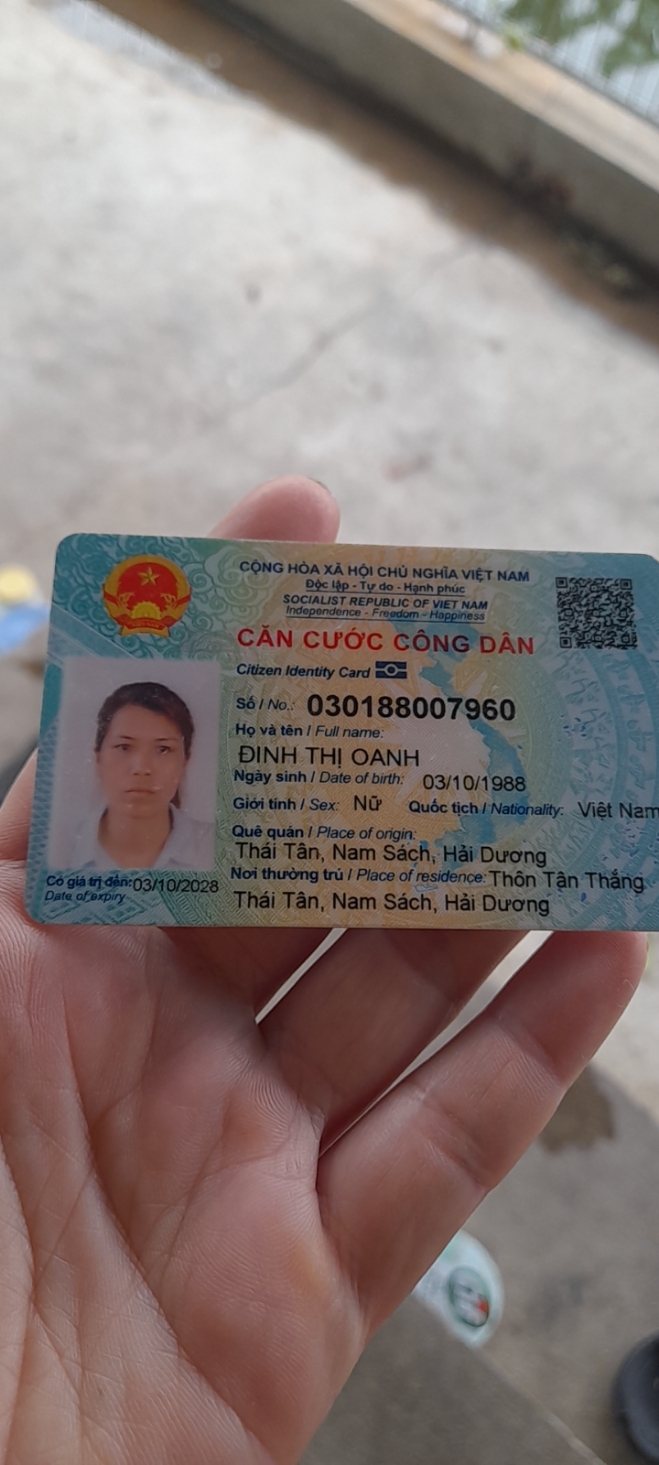 CỘNG HÒA XÃ HỘI CHỦ NGHĨA VIỆT NAM
Độc lập - Tự do - Hạnh phúc
SOCIALIST REPUBLIC OF VIET NAM
Independence - Freedom - Happiness
CĂN CƯỚC CÔNG DÂN
Citizen Identity Card
Số / No.: 030188007960
Họ và tên / Full name:
ĐINH THỊ OANH
Ngày sinh / Date of birth: 03/10/1988
Giới tính / Sex: Nữ Quốc tịch / Nationality: Việt Nam
Quê quán / Place of origin:
Thái Tân, Nam Sách, Hải Dương
Nơi thường trú / Place of residence: Thôn Tận Thắng
Thái Tân, Nam Sách, Hải Dương
Có giá trị đến: 03/10/2028
Date of expiry